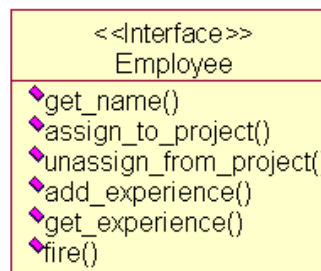 <<Interface>>
Employee
get_name()
assign_to_project()
unassign_from_project(
add_experience()
get_experience()
fire()